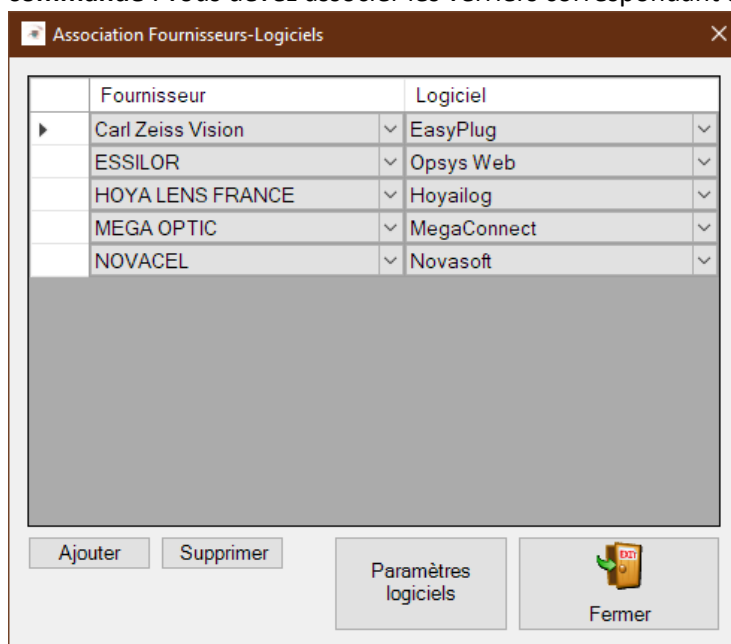 Association Fournisseurs-Logiciels
Fournisseur Logiciel
Carl Zeiss Vision EasyPlug
ESSILOR Opsys Web
HOYA LENS FRANCE Hoyailog
MEGA OPTIC MegaConnect
NOVACEL Novasoft
Ajouter Supprimer
Paramètres
logiciels
EXIT
Fermer